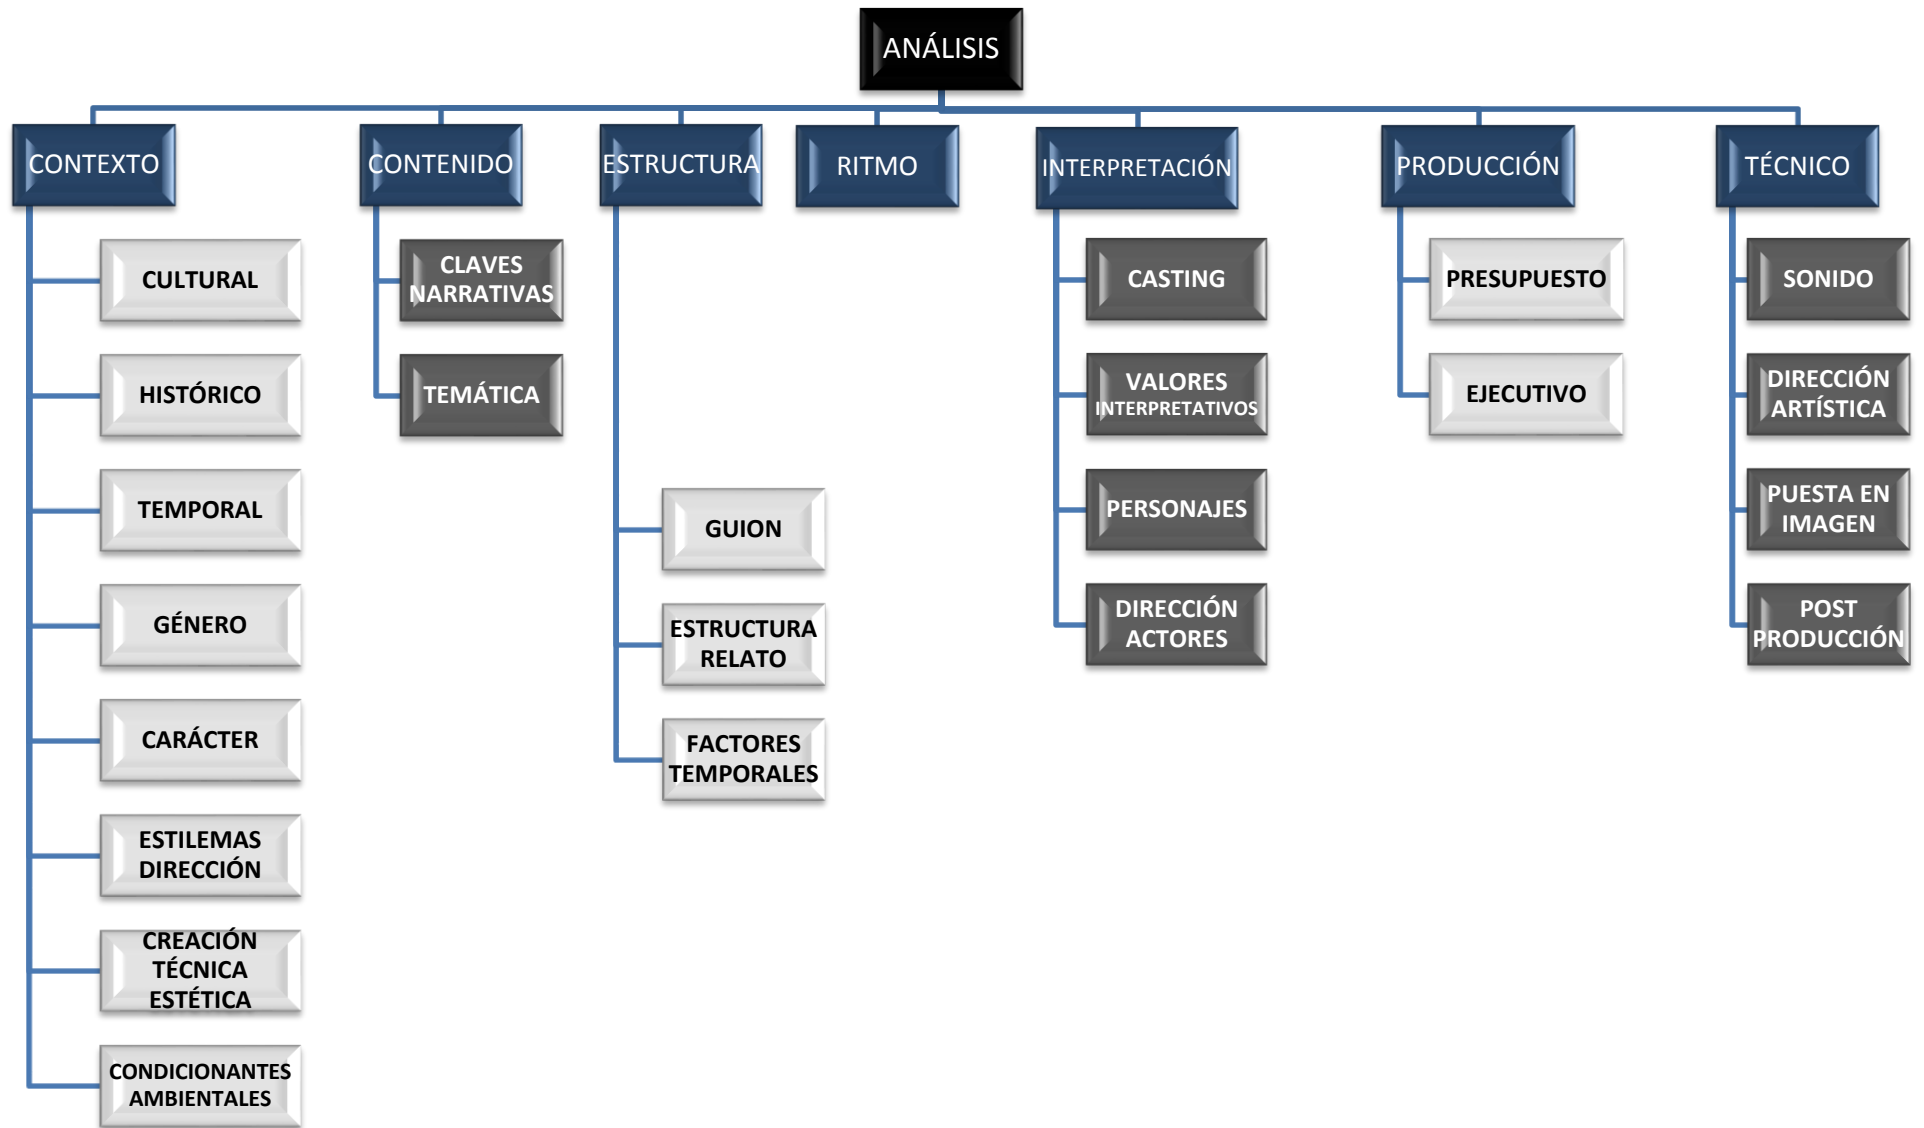 ANÁLISIS
CONTEXTO
CULTURAL
HISTÓRICO
TEMPORAL
GÉNERO
CARÁCTER
ESTILEMAS
DIRECCIÓN
CREACIÓN
TÉCNICA
ESTÉTICA
CONDICIONANTES
AMBIENTALES
CONTENIDO
CLAVES
NARRATIVAS
TEMÁTICA
ESTRUCTURA
GUION
ESTRUCTURA
RELATO
FACTORES
TEMPORALES
RITMO
INTERPRETACIÓN
CASTING
VALORES
INTERPRETATIVOS
PERSONAJES
DIRECCIÓN
ACTORES
PRODUCCIÓN
PRESUPUESTO
EJECUTIVO
TÉCNICO
SONIDO
DIRECCIÓN
ARTÍSTICA
PUESTA EN
IMAGEN
POST
PRODUCCIÓN